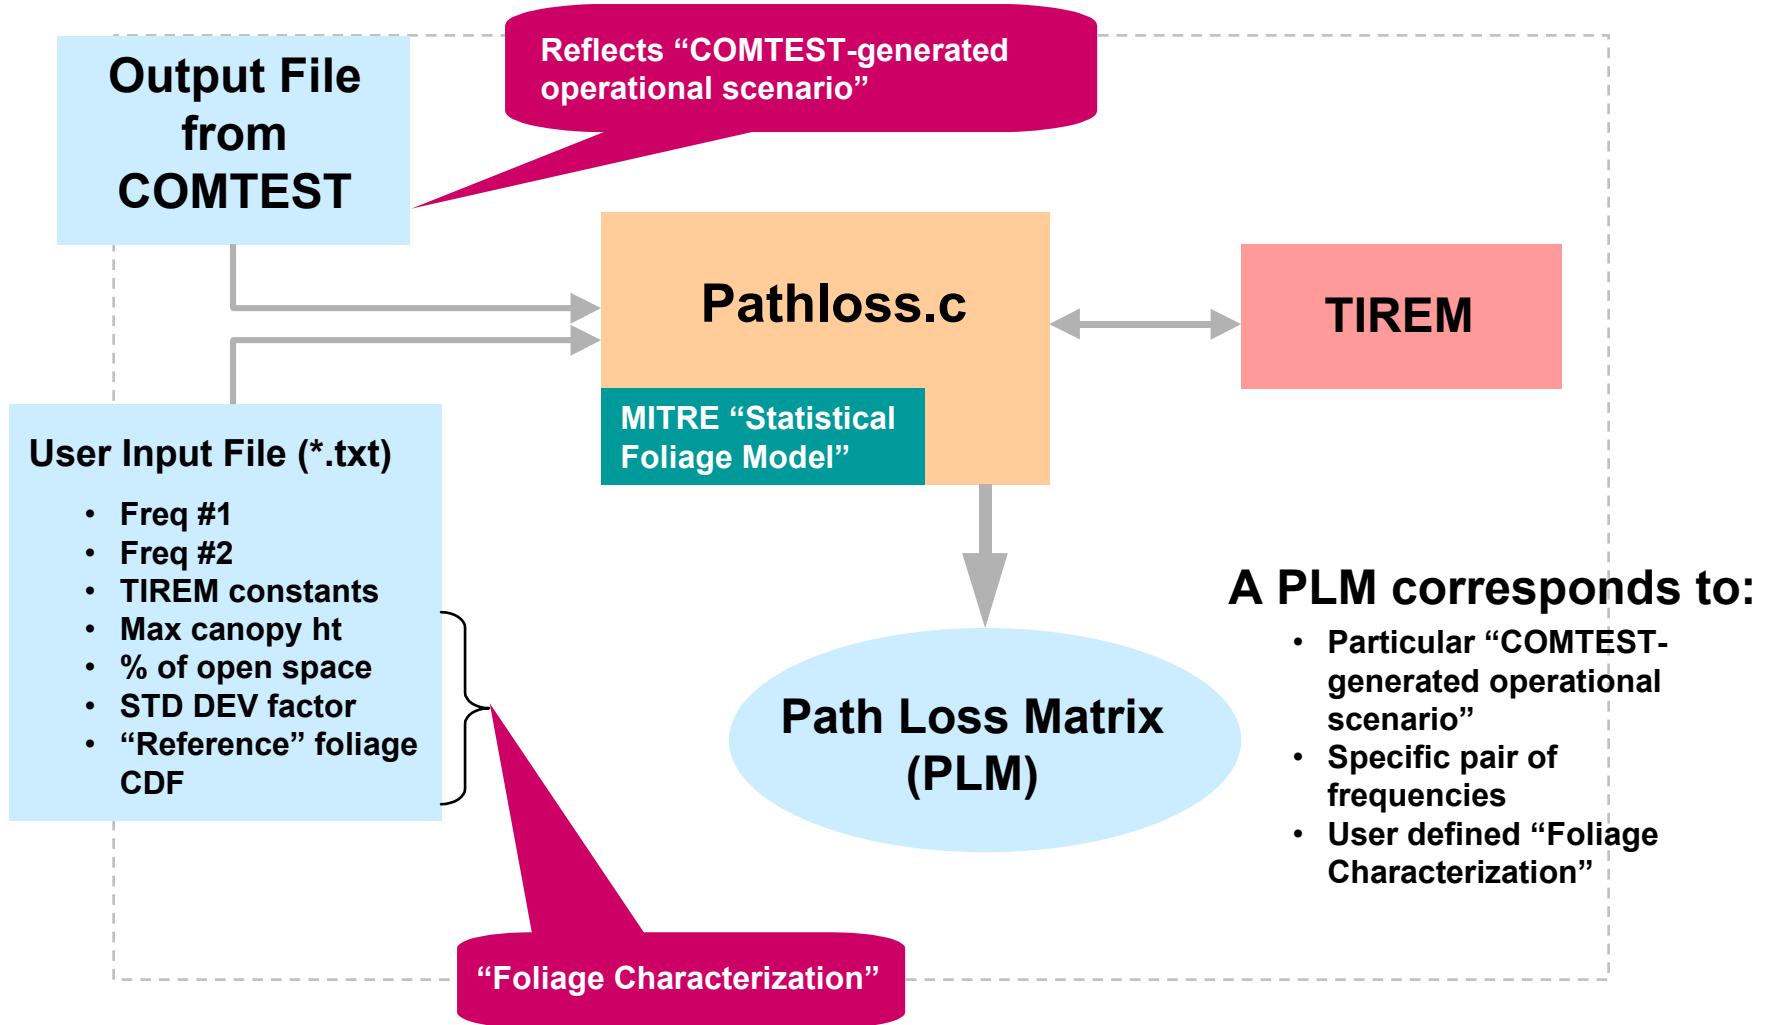 Output File
from
COMTEST
Reflects “COMTEST-generated
operational scenario”
Pathloss.c
MITRE “Statistical
Foliage Model”
TIREM
User Input File (*.txt)
• Freq #1
• Freq #2
• TIREM constants
• Max canopy ht
• % of open space
• STD DEV factor
• “Reference” foliage
CDF
“Foliage Characterization”
Path Loss Matrix
(PLM)
A PLM corresponds to:
• Particular “COMTEST-
generated operational
scenario”
• Specific pair of
frequencies
• User defined “Foliage
Characterization”